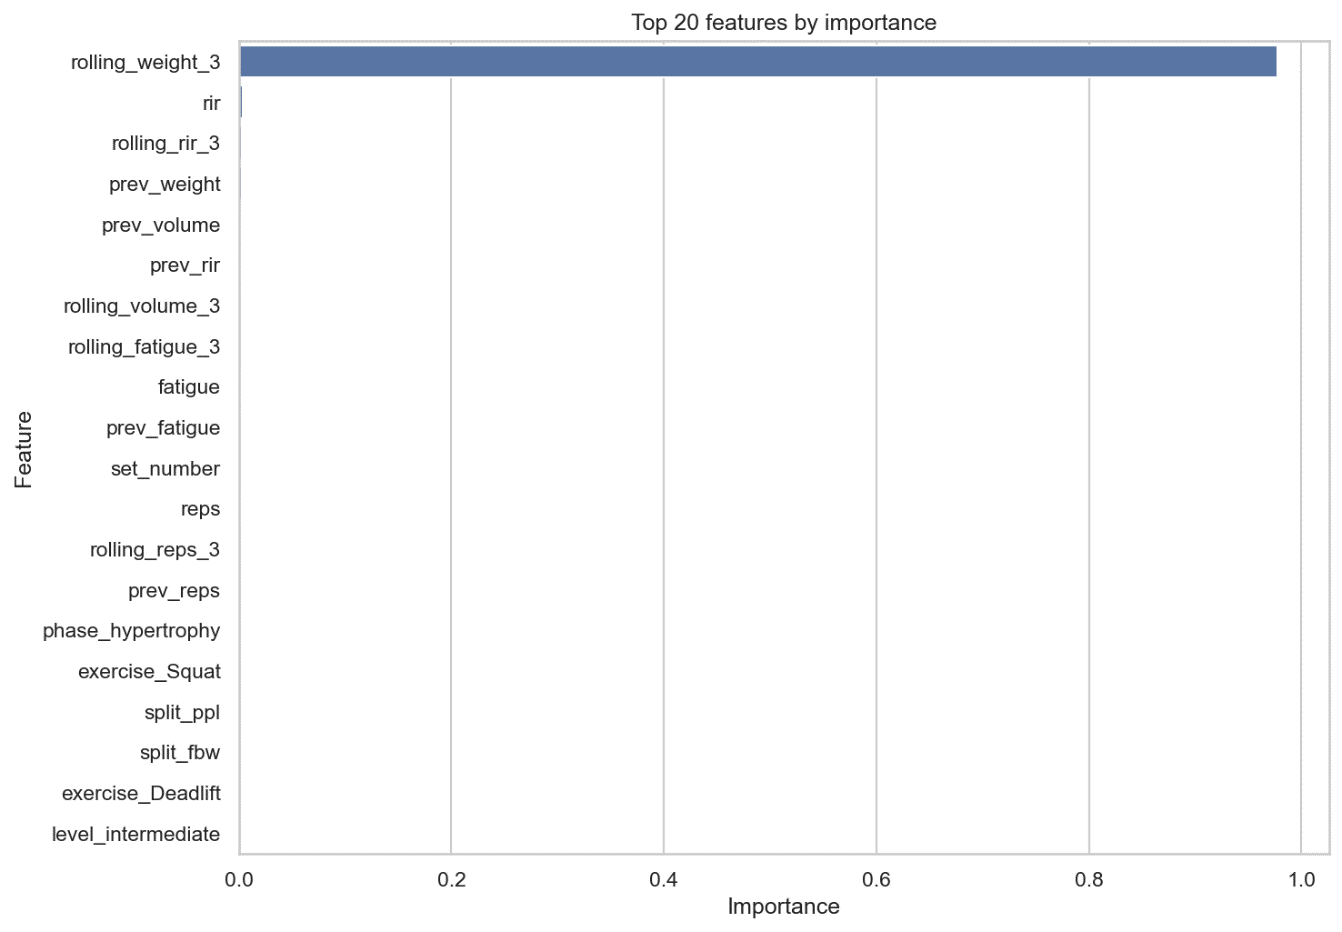 Top 20 features by importance
rolling_weight_3
rir
rolling_rir_3
prev_weight
prev_volume
prev_rir
rolling_volume_3
rolling_fatigue_3
fatigue
prev_fatigue
set_number
reps
rolling_reps_3
prev_reps
phase_hypertrophy
exercise_Squat
split_ppl
split_fbw
exercise_Deadlift
level_intermediate
Feature
0.0 0.2 0.4 0.6 0.8 1.0
Importance